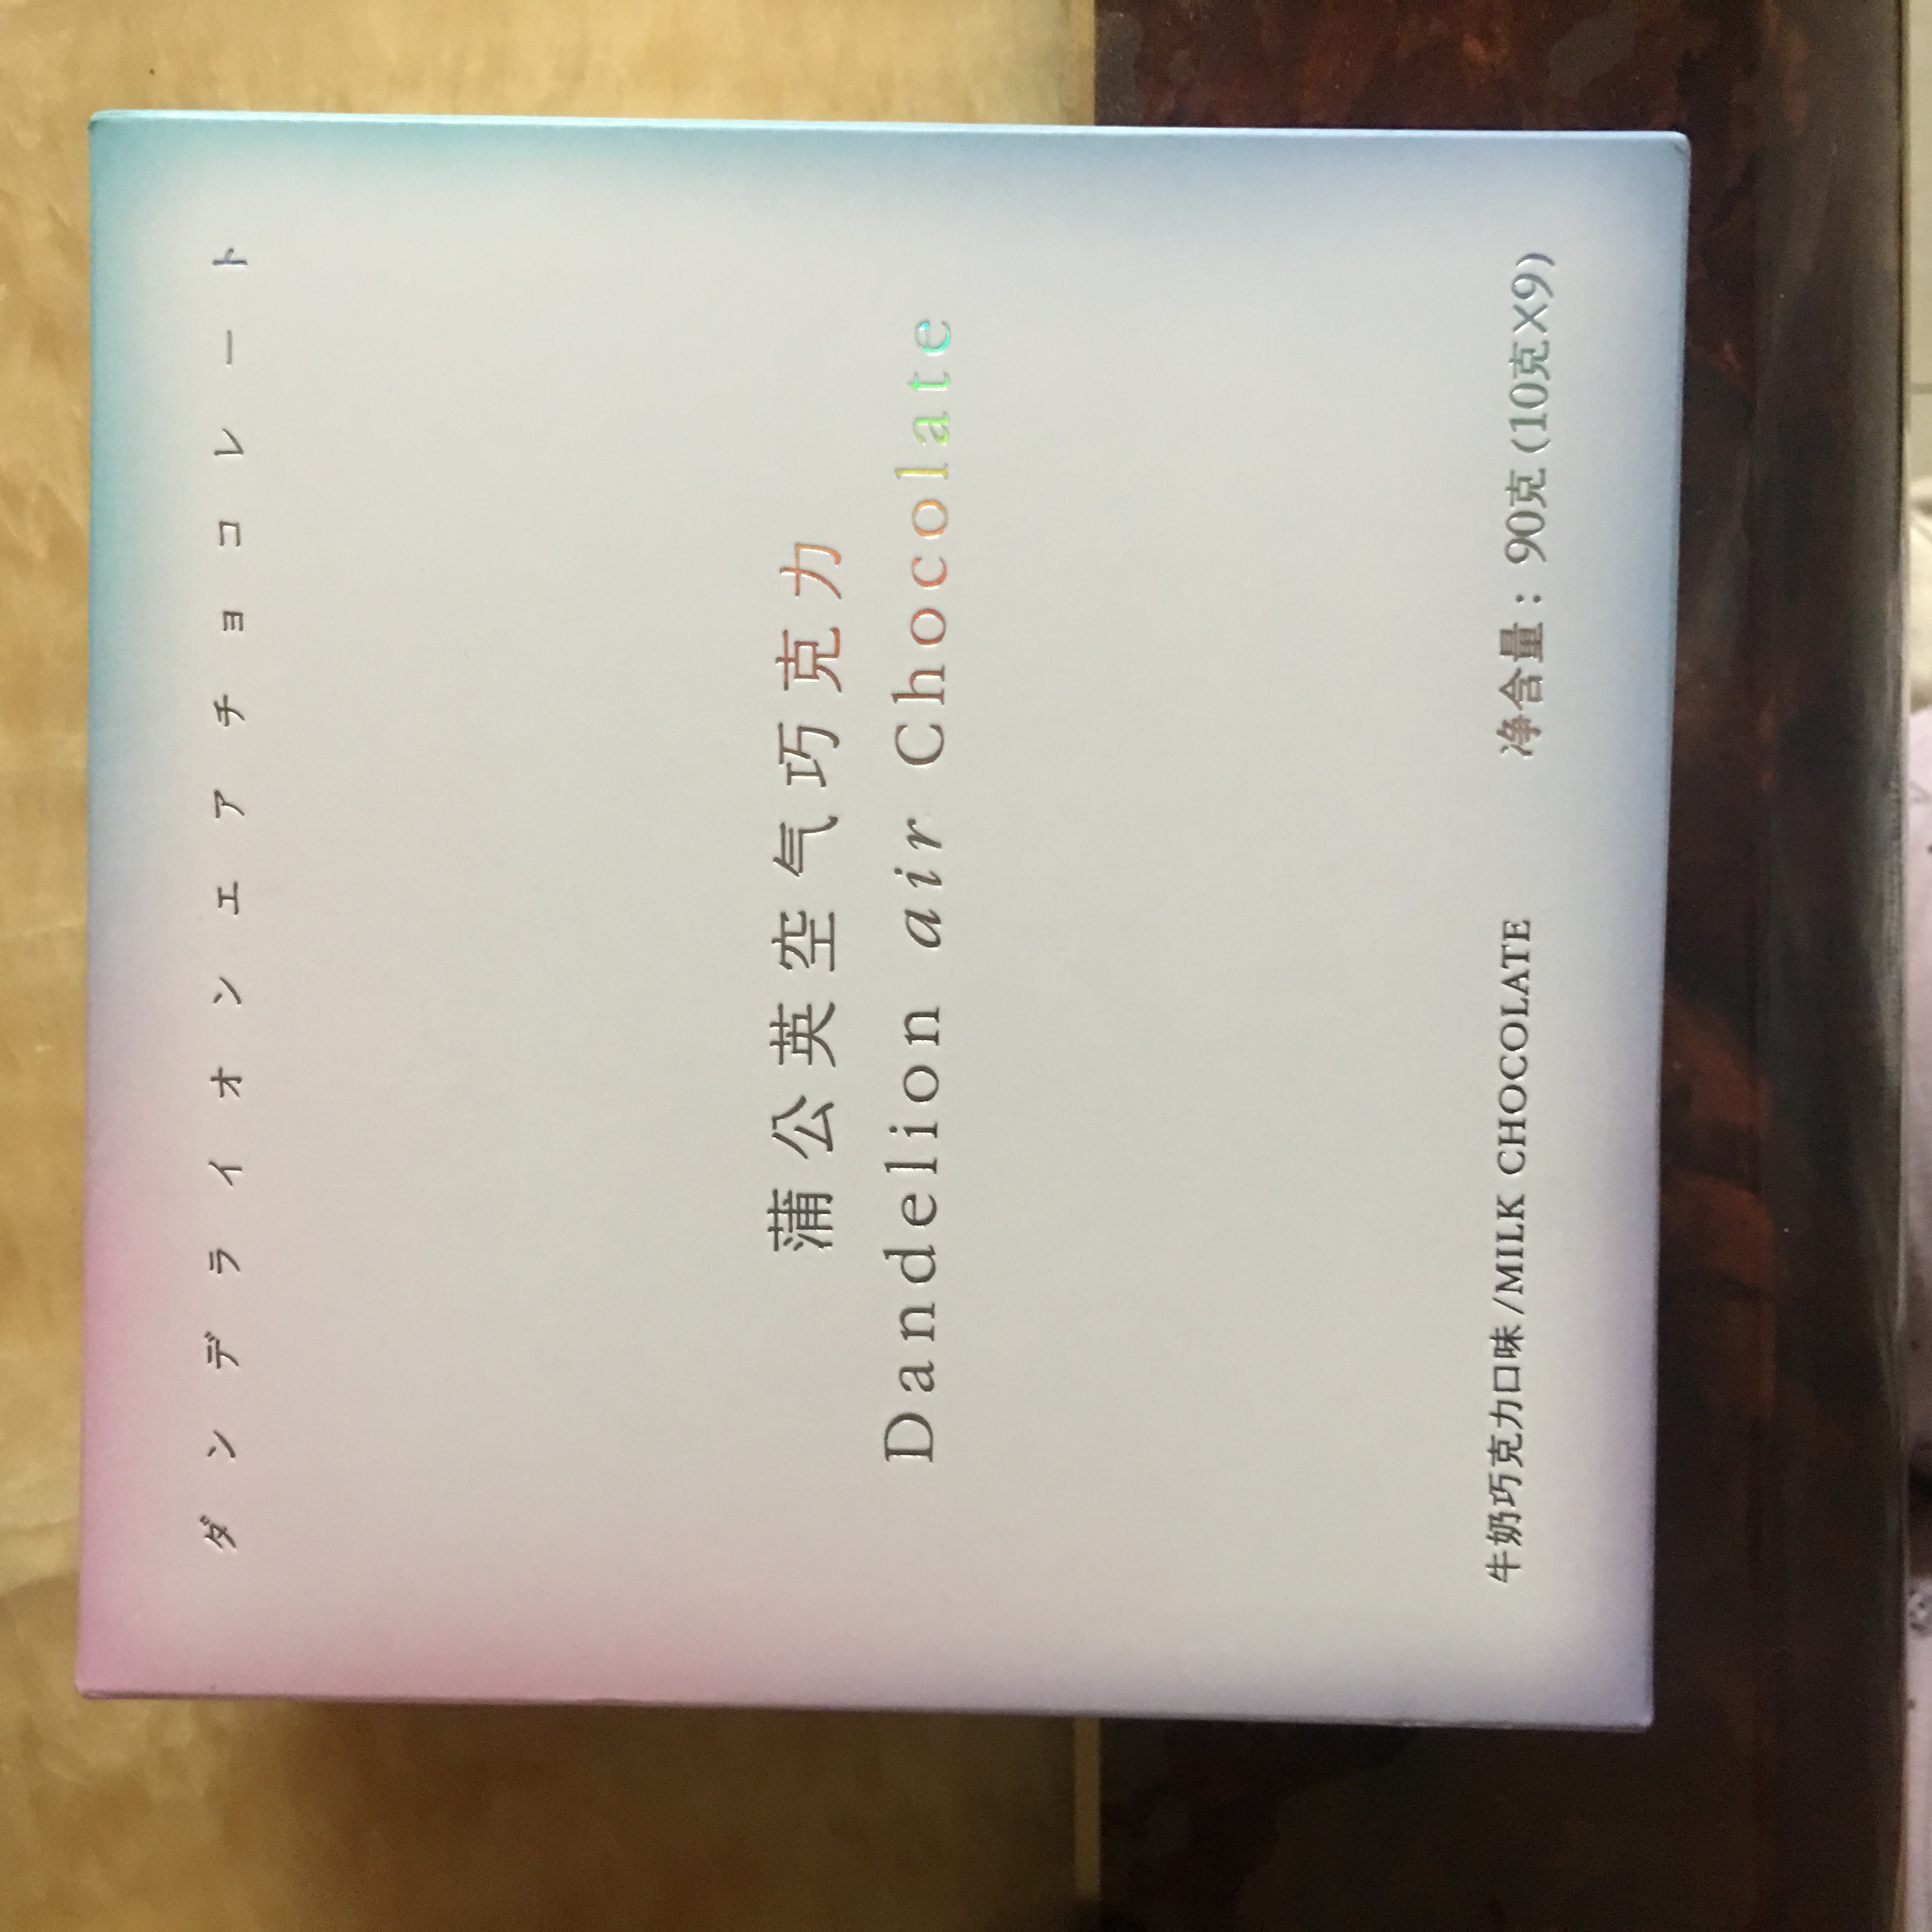 ダンデライオンエアチョコレート
蒲公英空气巧克力
Dandelion air Chocolate
牛奶巧克力口味/MILK CHOCOLATE
净含量：90克(10克X9)